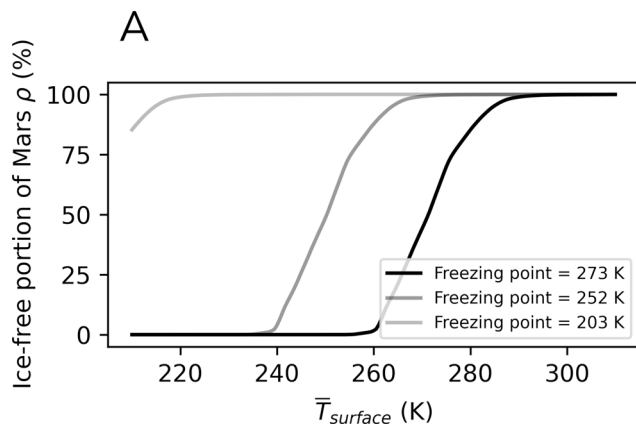 A
Ice-free portion of Mars ρ (%)
100
75
50
25
0
Freezing point = 273 K
Freezing point = 252 K
Freezing point = 203 K
220 240 260 280 300
T̅surface (K)